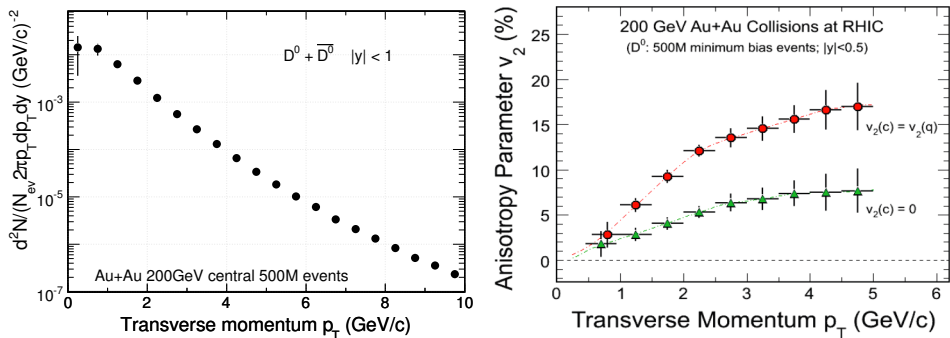 d²N/(N_ev 2πp_T dp_T dy) (GeV/c)⁻²
10⁻³
10⁻⁵
10⁻⁷
D⁰ + D̅⁰ |y| < 1
Au+Au 200GeV central 500M events
0 2 4 6 8 10
Transverse momentum p_T (GeV/c)
Anisotropy Parameter v₂ (%)
25
20
15
10
5
0
200 GeV Au+Au Collisions at RHIC
(D⁰: 500M minimum bias events; |y|<0.5)
v₂(c) = v₂(q)
v₂(c) = 0
0 1 2 3 4 5 6
Transverse Momentum p_T (GeV/c)